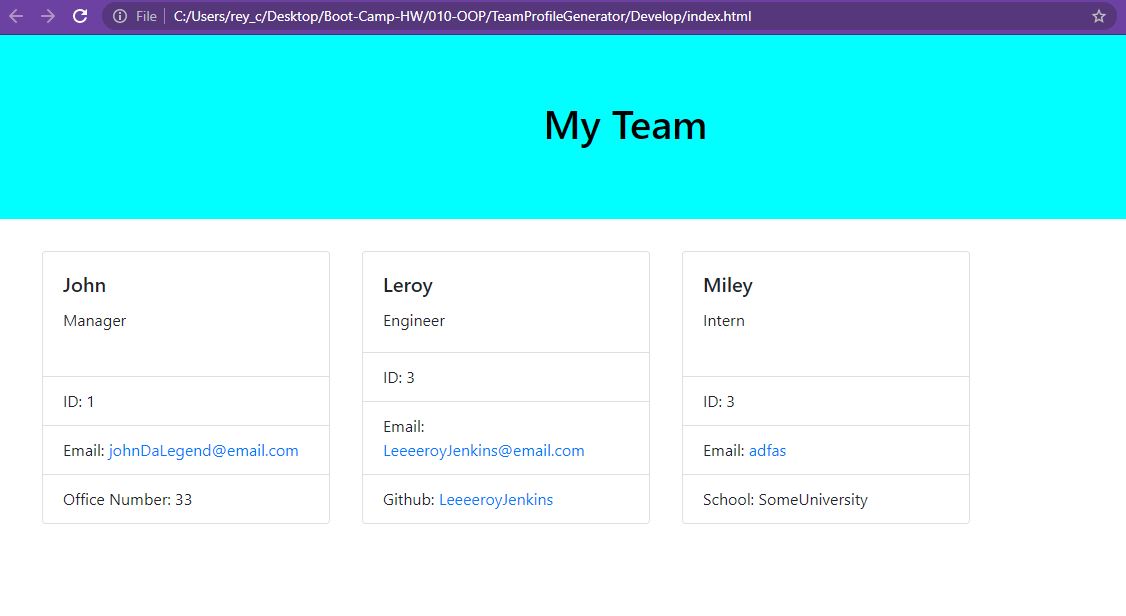 File C:/Users/rey_c/Desktop/Boot-Camp-HW/010-OOP/TeamProfileGenerator/Develop/index.html
My Team
John
Manager
ID: 1
Email: johnDaLegend@email.com
Office Number: 33
Leroy
Engineer
ID: 3
Email:
LeeeeroyJenkins@email.com
Github: LeeeeroyJenkins
Miley
Intern
ID: 3
Email: adfas
School: SomeUniversity